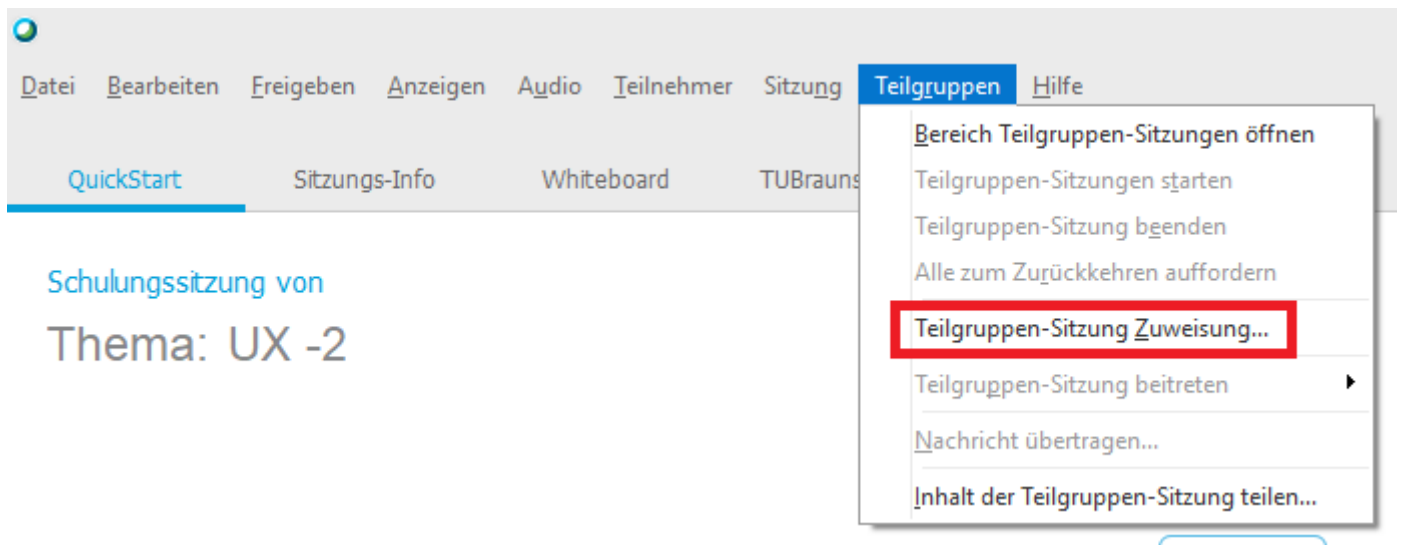 Datei Bearbeiten Freigeben Anzeigen Audio Teilnehmer Sitzung Teilgruppen Hilfe
QuickStart Sitzungs-Info Whiteboard TUBrauns
Schulungssitzung von
Thema: UX -2
Bereich Teilgruppen-Sitzungen öffnen
Teilgruppen-Sitzungen starten
Teilgruppen-Sitzung beenden
Alle zum Zurückkehren auffordern
Teilgruppen-Sitzung Zuweisung...
Teilgruppen-Sitzung beitreten
Nachricht übertragen...
Inhalt der Teilgruppen-Sitzung teilen...